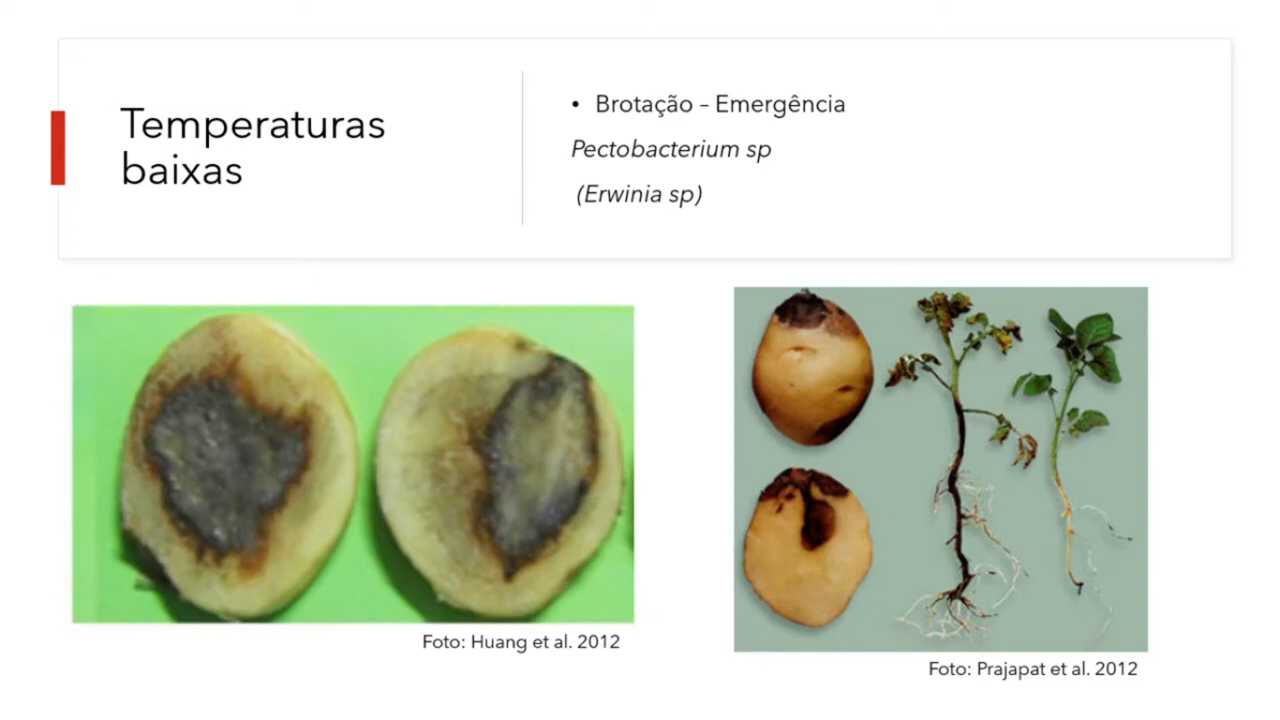 Temperaturas
baixas
• Brotação – Emergência
Pectobacterium sp
(Erwinia sp)
Foto: Huang et al. 2012
Foto: Prajapat et al. 2012